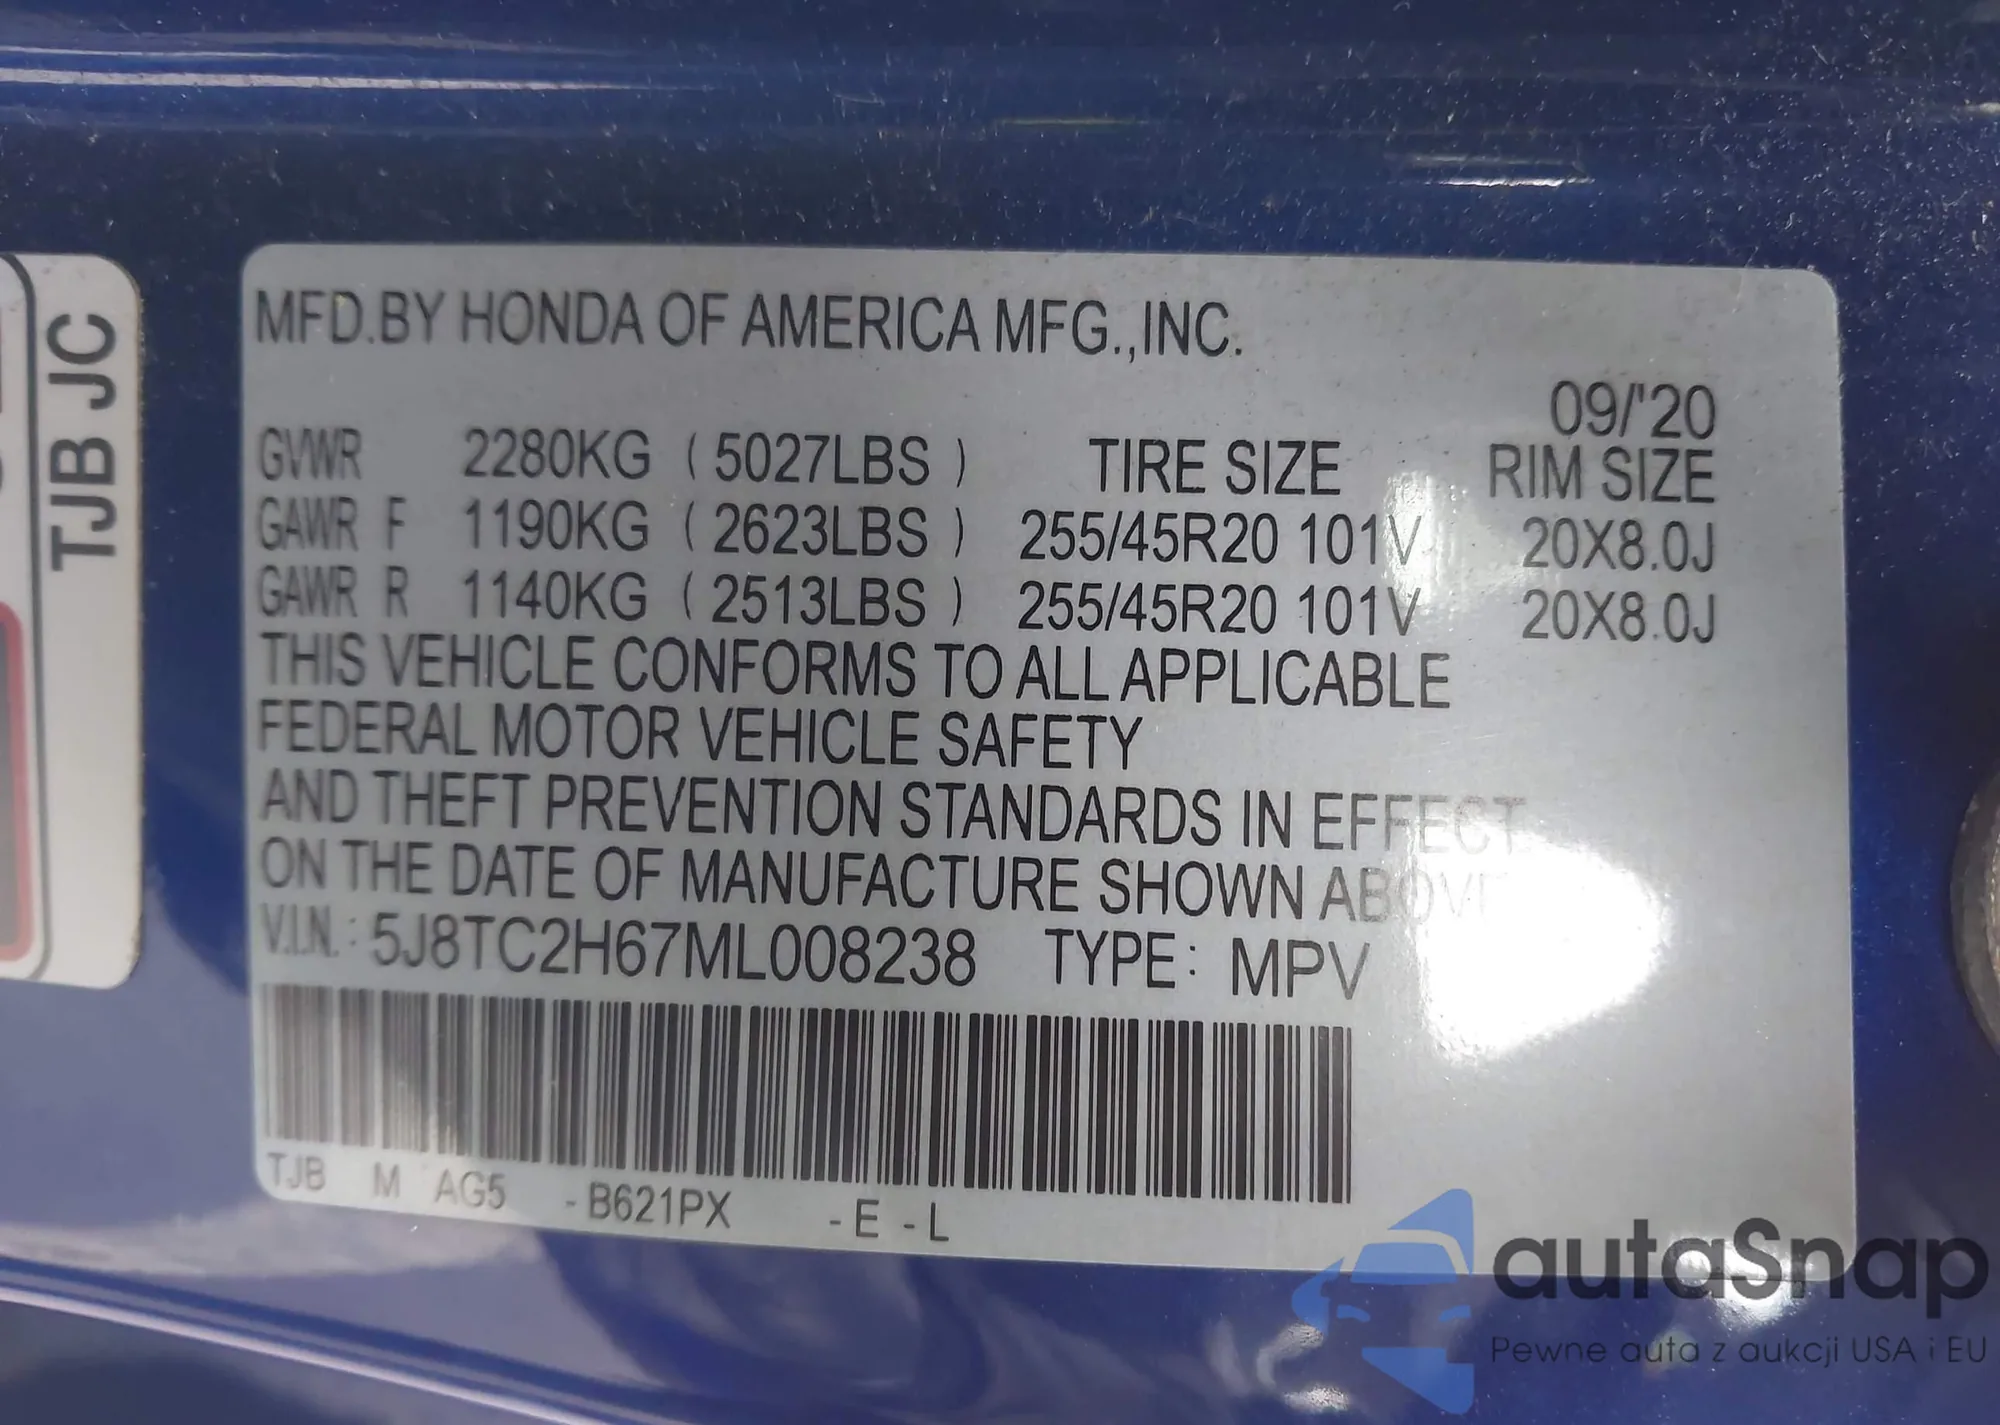 TJB JC
MFD.BY HONDA OF AMERICA MFG.,INC.
09/'20
GVWR 2280KG ( 5027LBS ) TIRE SIZE RIM SIZE
GAWR F 1190KG ( 2623LBS ) 255/45R20 101V 20X8.0J
GAWR R 1140KG ( 2513LBS ) 255/45R20 101V 20X8.0J
THIS VEHICLE CONFORMS TO ALL APPLICABLE
FEDERAL MOTOR VEHICLE SAFETY
AND THEFT PREVENTION STANDARDS IN EFFECT
ON THE DATE OF MANUFACTURE SHOWN ABOVE
V.I.N.: 5J8TC2H67ML008238 TYPE: MPV
TJB M AG5 -B621PX -E -L
autaSnap
Pewne auta z aukcji USA i EU